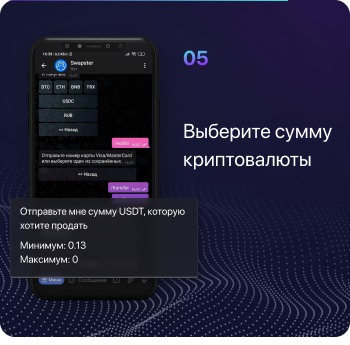 05
Выберите сумму
криптовалюты
Swapster
бот
BTC ETH BNB TRX
USDC
RUB
<< Назад
Отправьте номер карты Visa/MasterCard
или выберите один из сохранённых.
<< Назад
/transfer
Отправьте мне сумму USDT, которую
хотите продать
Минимум: 0.13
Максимум: 0
Меню
Сообщение